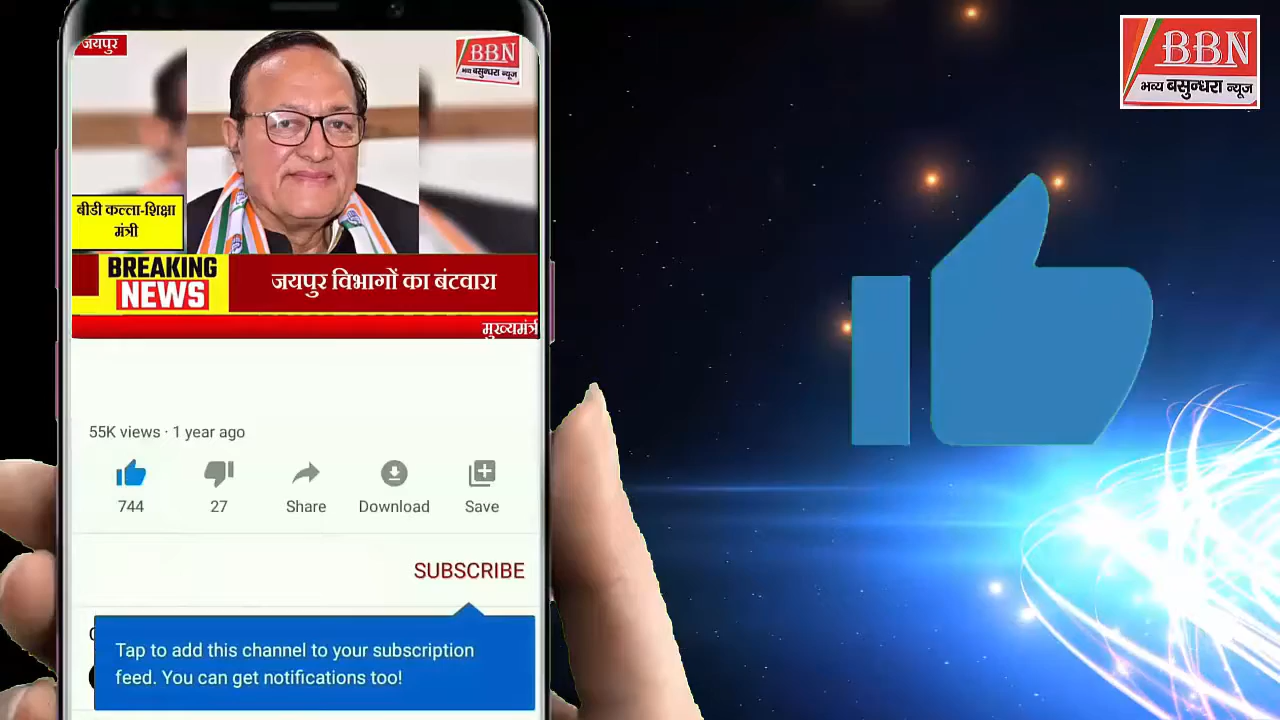 जयपुर
BBN
भव्य बसुन्धरा न्यूज
बीडी कल्ला-शिक्षा
मंत्री
BREAKING
NEWS
जयपुर विभागों का बंटवारा
मुख्यमंत्र
BBN
भव्य बसुन्धरा न्यूज
55K views · 1 year ago
744
27
Share
Download
Save
SUBSCRIBE
Tap to add this channel to your subscription
feed. You can get notifications too!